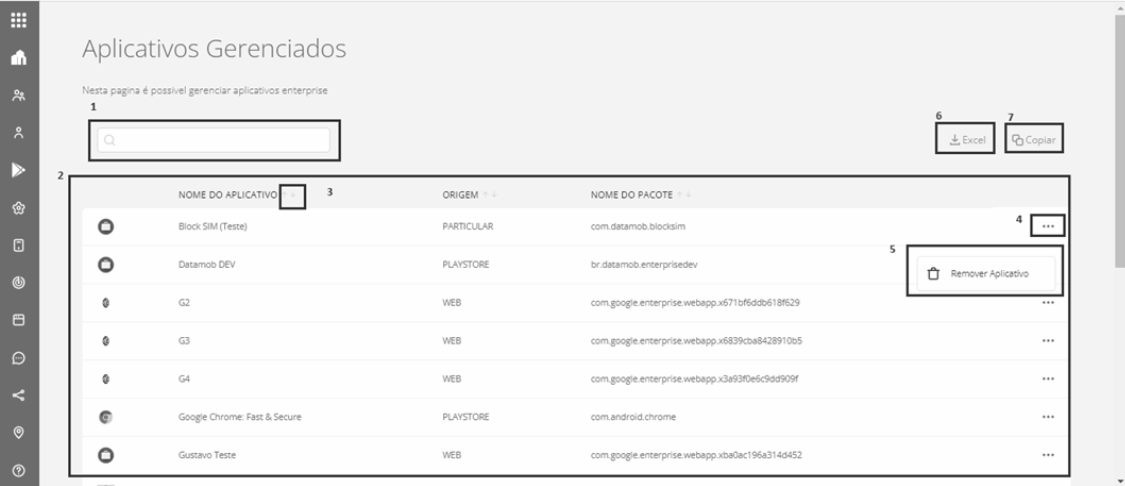 Aplicativos Gerenciados
Nesta pagina é possivel gerenciar aplicativos enterprise
1
6
7
Excel
Copiar
2
NOME DO APLICATIVO
3
ORIGEM
NOME DO PACOTE
Block SIM (Teste)
PARTICULAR
com.datamob.blocksim
4
Datamob DEV
PLAYSTORE
br.datamob.enterprisedev
5
Remover Aplicativo
G2
WEB
com.google.enterprise.webapp.x671bf6ddb618f629
G3
WEB
com.google.enterprise.webapp.x6839cba8428910b5
G4
WEB
com.google.enterprise.webapp.x3a93f0e6c9dd909f
Google Chrome: Fast & Secure
PLAYSTORE
com.android.chrome
Gustavo Teste
WEB
com.google.enterprise.webapp.xba0ac196a314d452